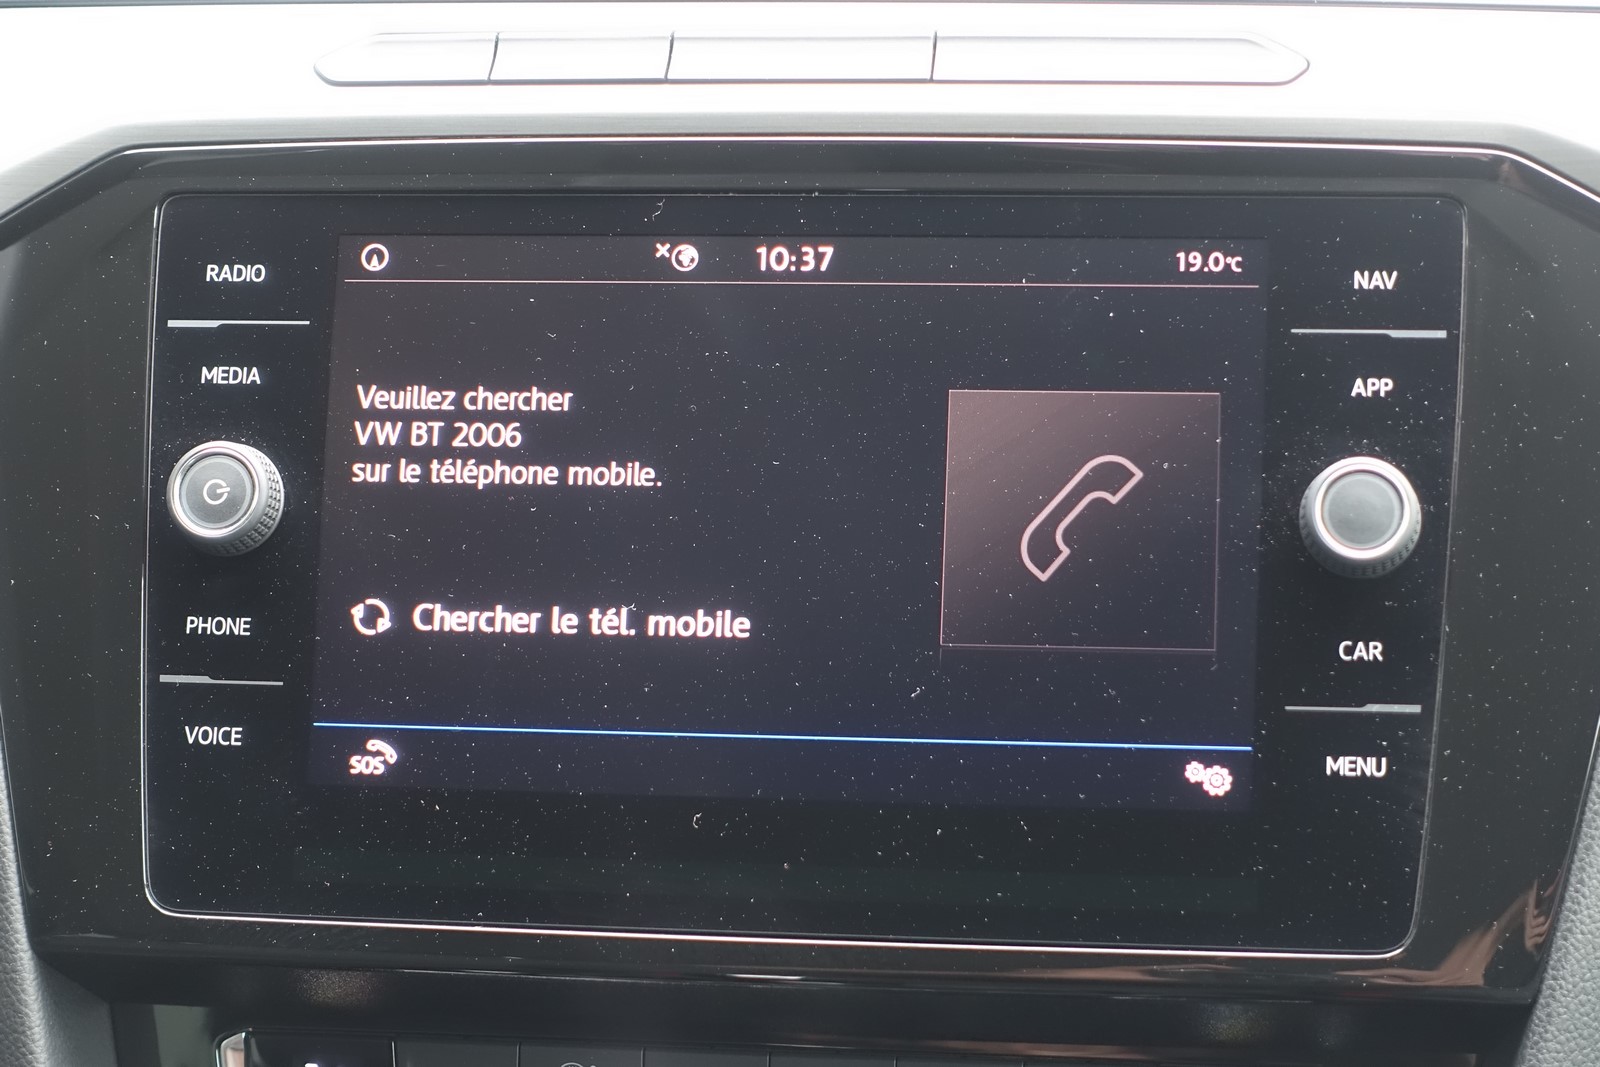 10:37
19.0°C
RADIO
NAV
MEDIA
APP
Veuillez chercher
VW BT 2006
sur le téléphone mobile.
Chercher le tél. mobile
PHONE
CAR
VOICE
MENU
SOS